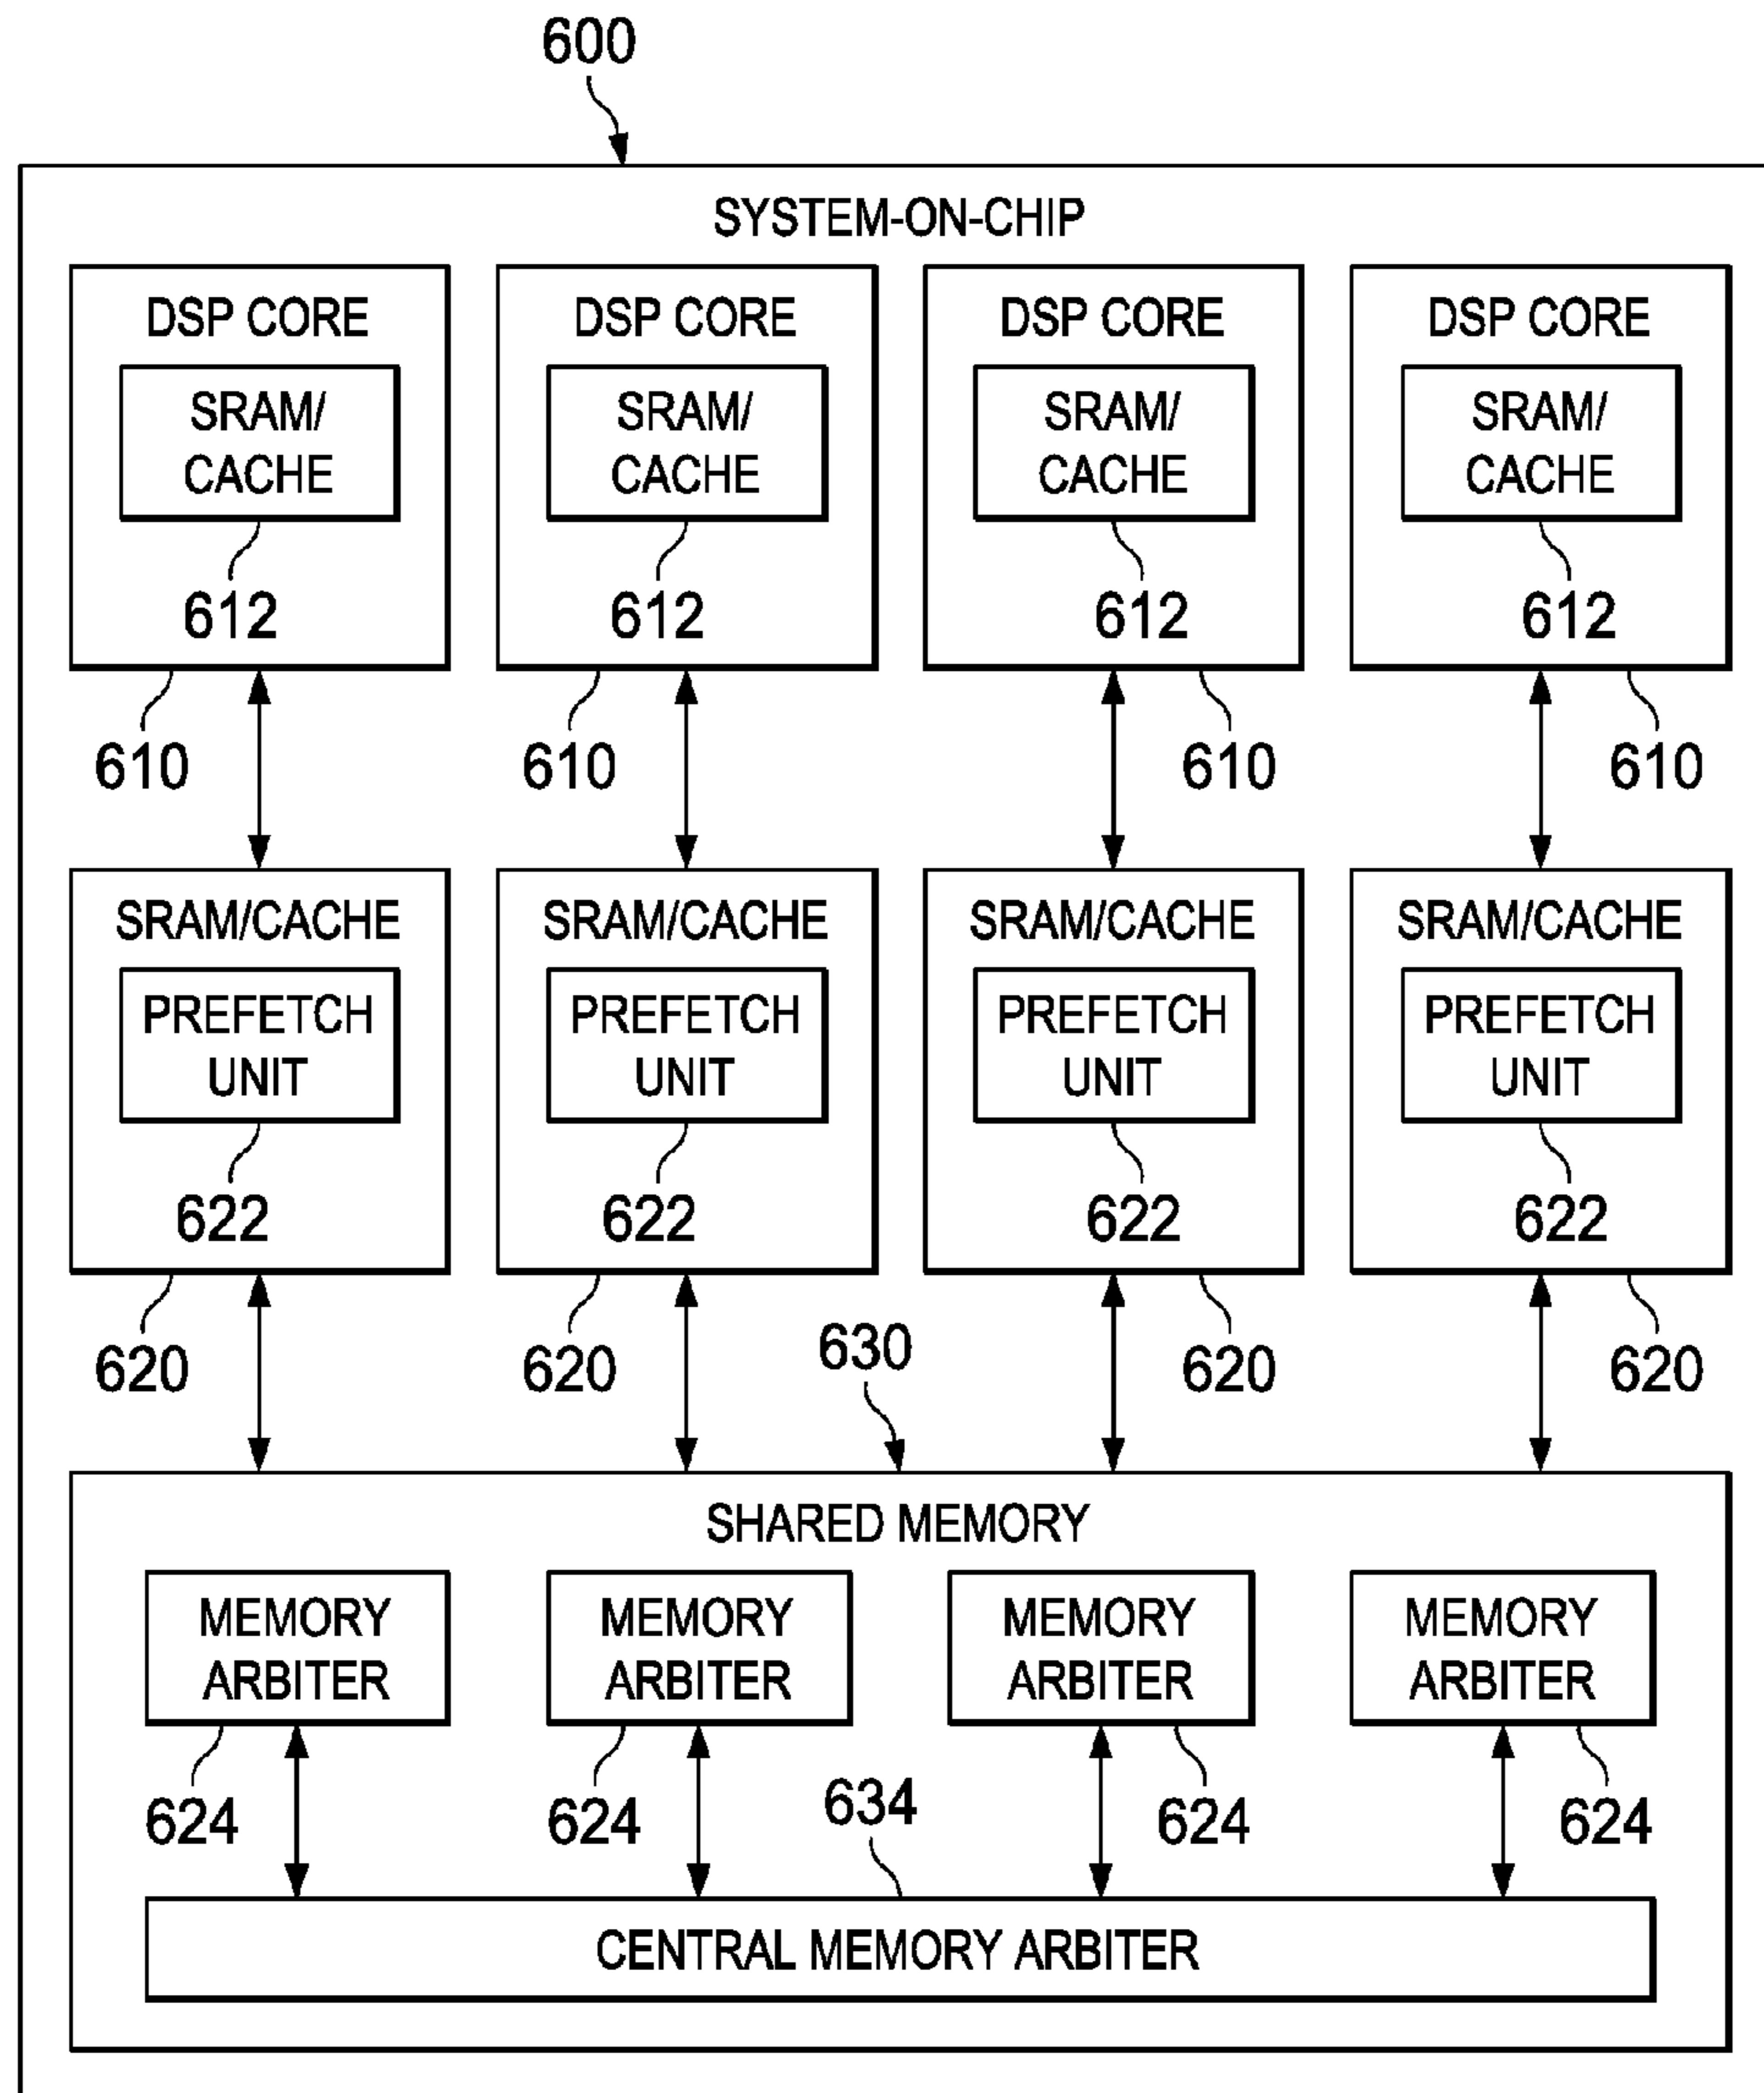 600
SYSTEM-ON-CHIP
DSP CORE DSP CORE DSP CORE DSP CORE
SRAM/ SRAM/ SRAM/ SRAM/
CACHE CACHE CACHE CACHE
612 612 612 612
610 610 610 610
SRAM/CACHE SRAM/CACHE SRAM/CACHE SRAM/CACHE
PREFETCH PREFETCH PREFETCH PREFETCH
UNIT UNIT UNIT UNIT
622 622 622 622
620 620 630 620 620
SHARED MEMORY
MEMORY MEMORY MEMORY MEMORY
ARBITER ARBITER ARBITER ARBITER
624 624 634 624 624
CENTRAL MEMORY ARBITER